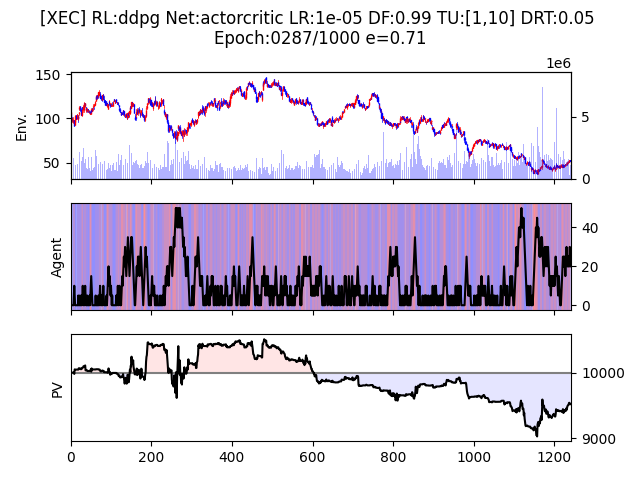 [XEC] RL:ddpg Net:actorcritic LR:1e-05 DF:0.99 TU:[1,10] DRT:0.05
Epoch:0287/1000 e=0.71
1e6
150
100
50
Env.
5
0
Agent
40
20
0
PV
10000
9000
0 200 400 600 800 1000 1200